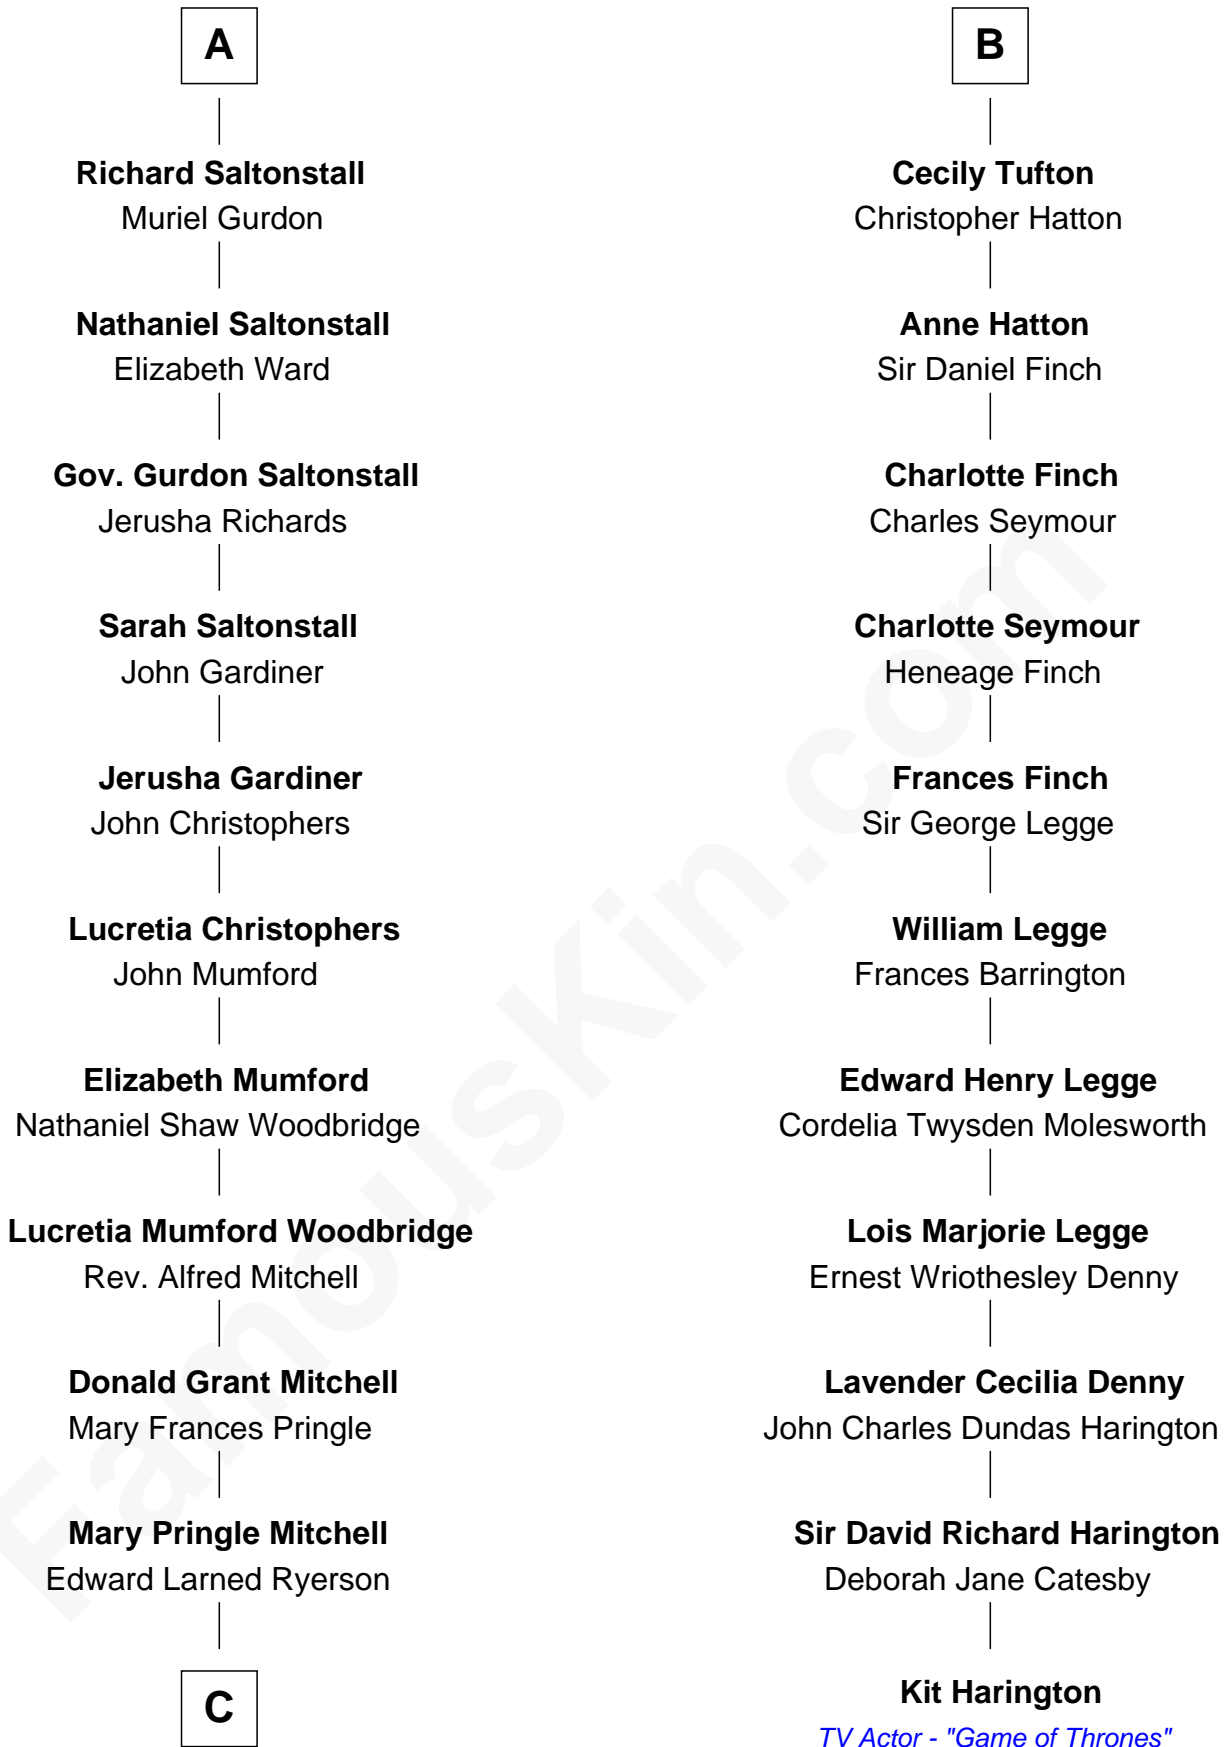 A
Richard Saltonstall
Muriel Gurdon
Nathaniel Saltonstall
Elizabeth Ward
Gov. Gurdon Saltonstall
Jerusha Richards
Sarah Saltonstall
John Gardiner
Jerusha Gardiner
John Christophers
Lucretia Christophers
John Mumford
Elizabeth Mumford
Nathaniel Shaw Woodbridge
Lucretia Mumford Woodbridge
Rev. Alfred Mitchell
Donald Grant Mitchell
Mary Frances Pringle
Mary Pringle Mitchell
Edward Larned Ryerson
C
B
Cecily Tufton
Christopher Hatton
Anne Hatton
Sir Daniel Finch
Charlotte Finch
Charles Seymour
Charlotte Seymour
Heneage Finch
Frances Finch
Sir George Legge
William Legge
Frances Barrington
Edward Henry Legge
Cordelia Twysden Molesworth
Lois Marjorie Legge
Ernest Wriothesley Denny
Lavender Cecilia Denny
John Charles Dundas Harington
Sir David Richard Harington
Deborah Jane Catesby
Kit Harington
TV Actor - "Game of Thrones"
FamousKin.com